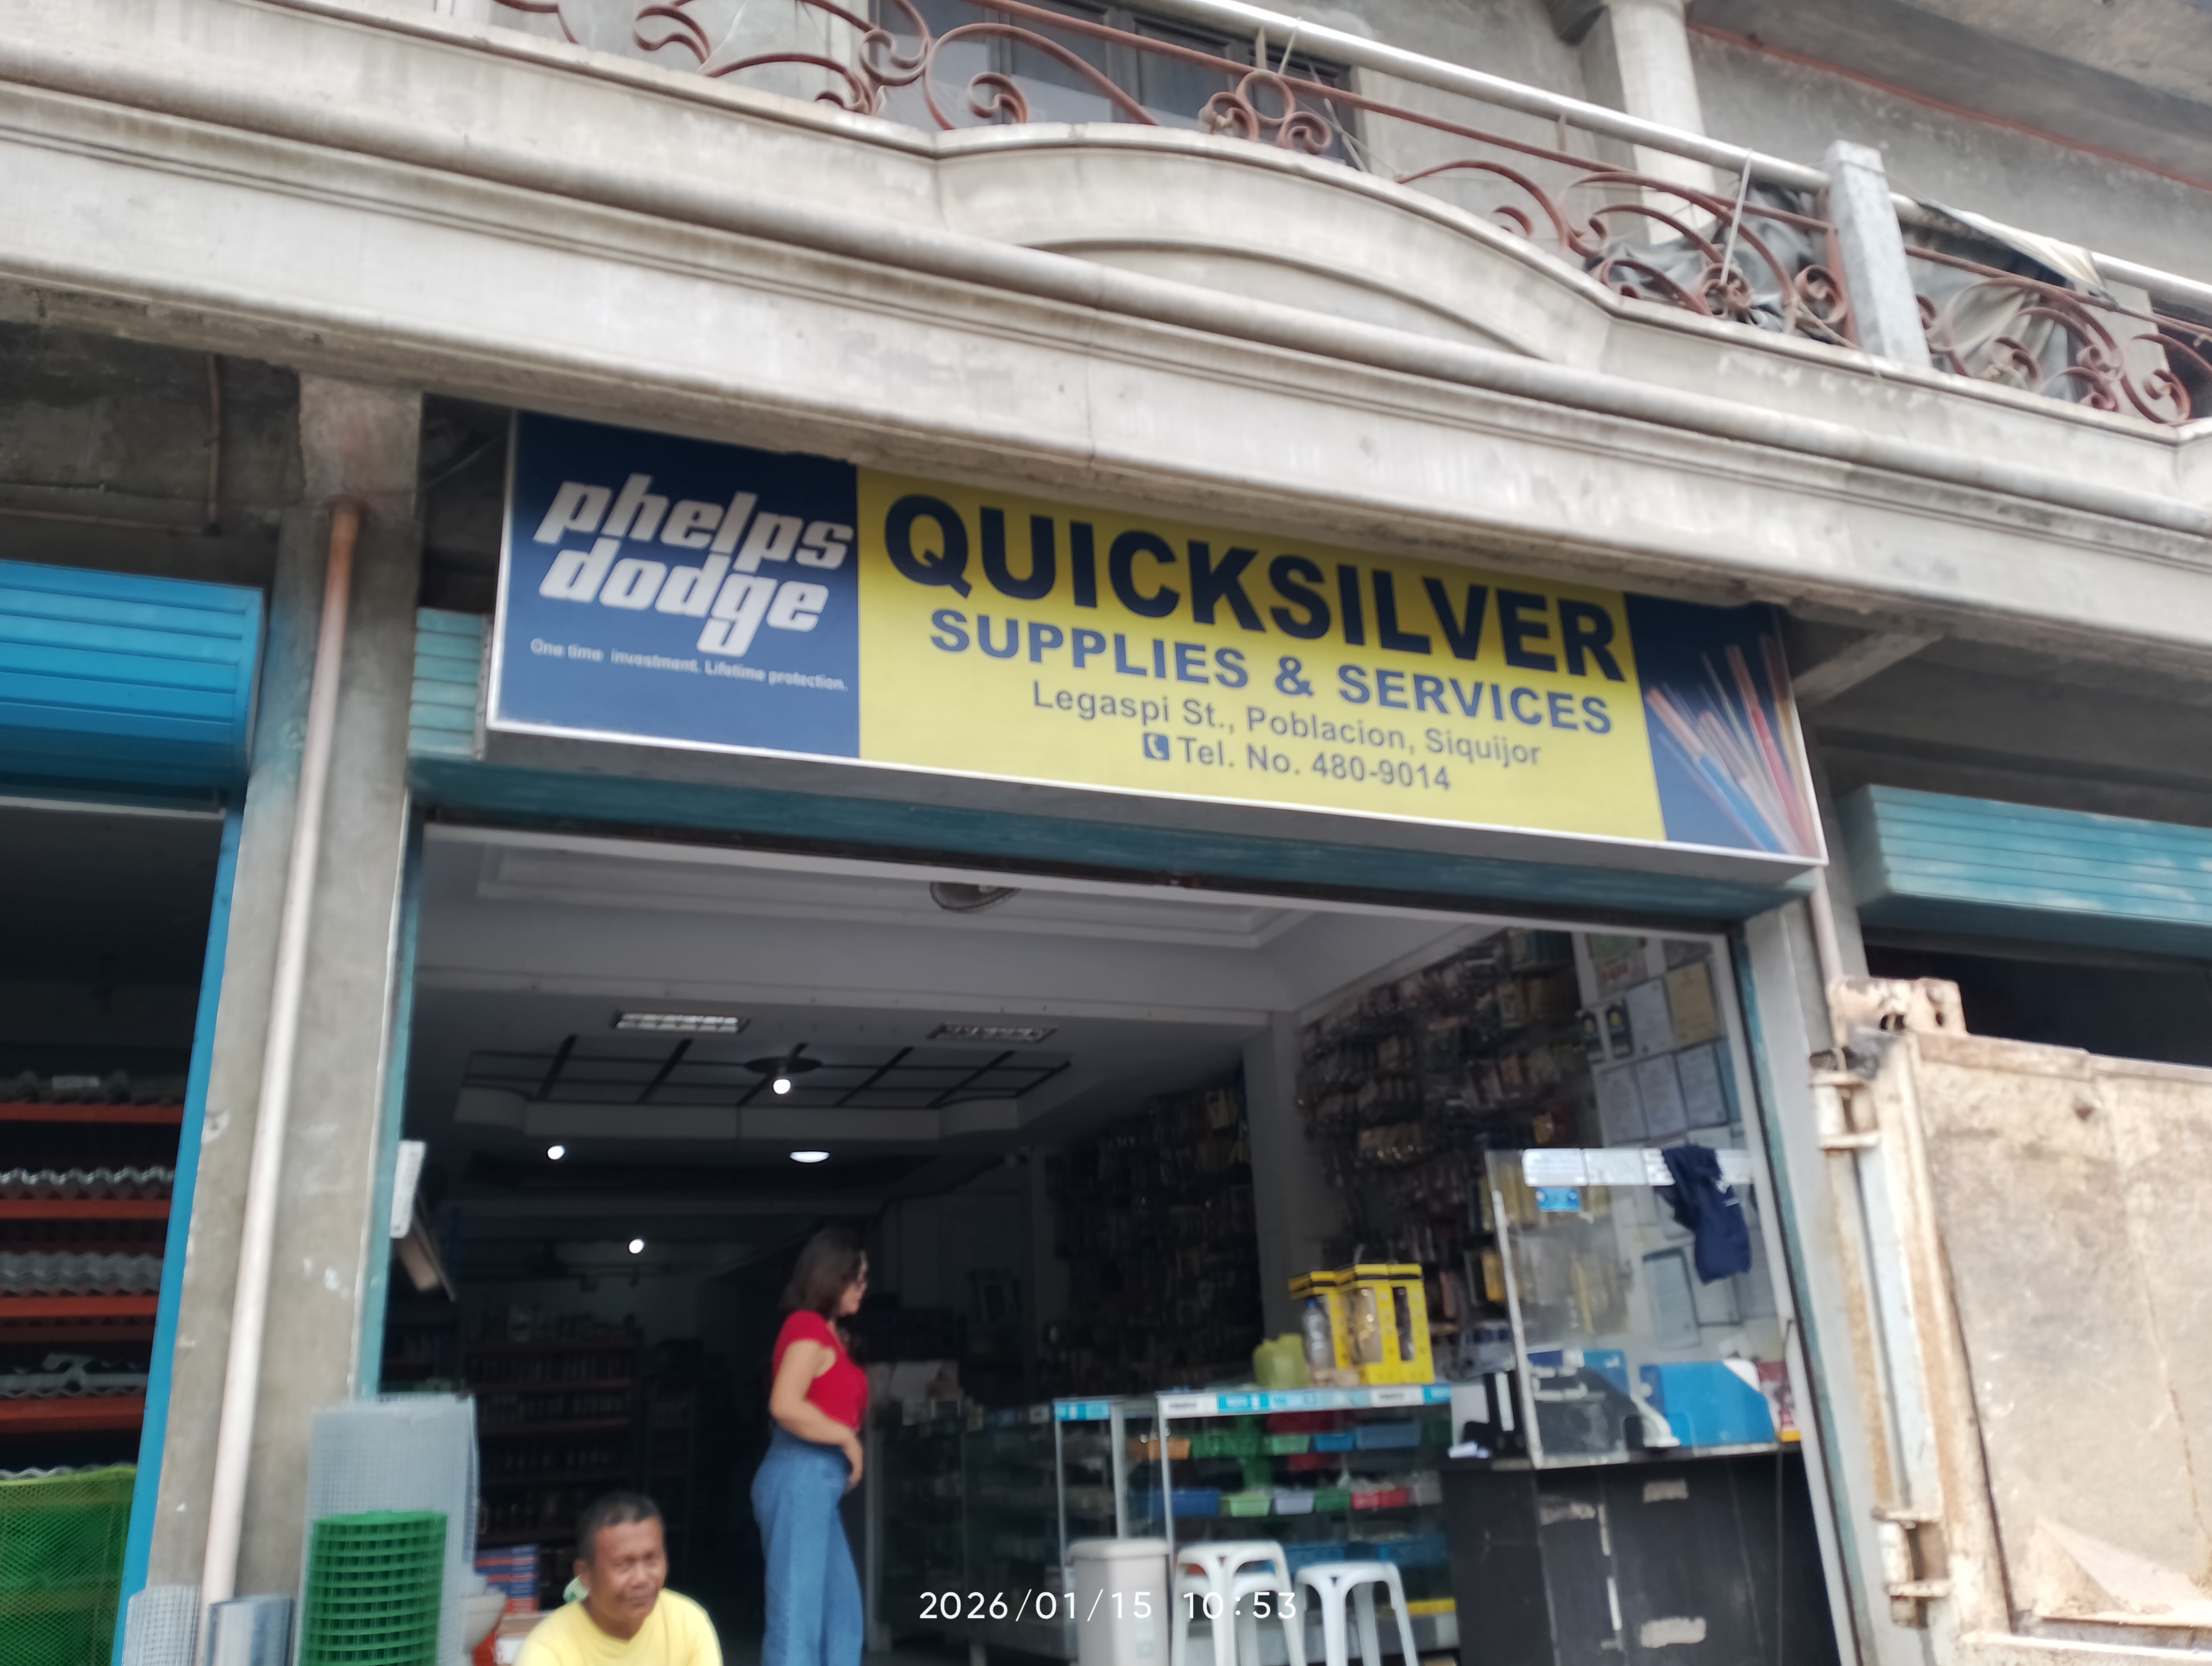 phelps
dodge
One time investment. Lifetime protection.
QUICKSILVER
SUPPLIES & SERVICES
Legaspi St., Poblacion, Siquijor
Tel. No. 480-9014
2026/01/15 10:53